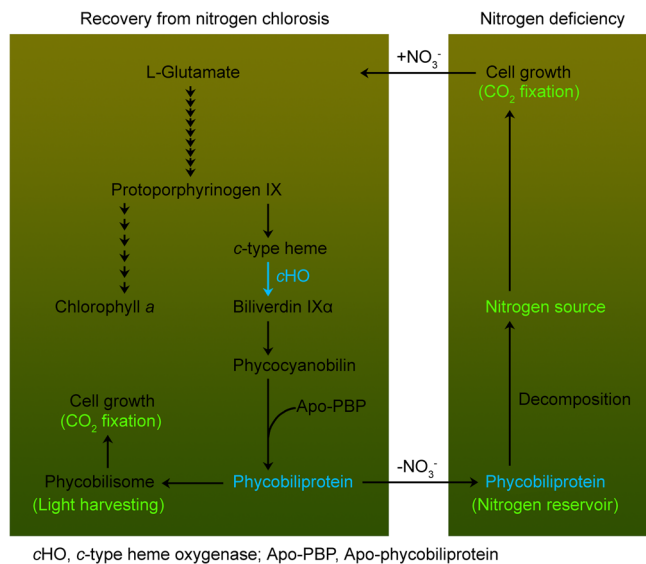 Recovery from nitrogen chlorosis
Nitrogen deficiency
+NO₃⁻
L-Glutamate
Cell growth
(CO₂ fixation)
Protoporphyrinogen IX
c-type heme
cHO
Chlorophyll a
Biliverdin IXα
Nitrogen source
Phycocyanobilin
Cell growth
(CO₂ fixation)
Apo-PBP
Decomposition
-NO₃⁻
Phycobilisome
(Light harvesting)
Phycobiliprotein
Phycobiliprotein
(Nitrogen reservoir)
cHO, c-type heme oxygenase; Apo-PBP, Apo-phycobiliprotein